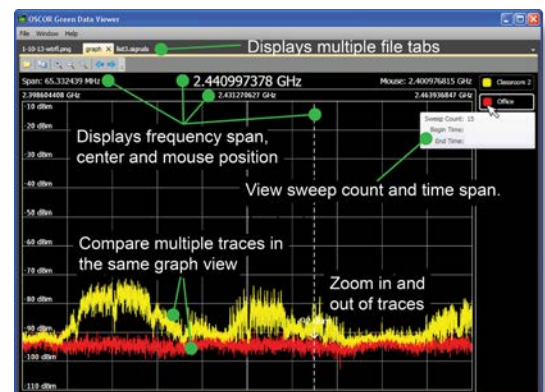 OSCOR Green Data Viewer
File Window Help
1-10-13-wtrfl.png graph X list3.signals
Displays multiple file tabs
Span: 65.332439 MHz 2.440997378 GHz Mouse: 2.400976815 GHz
Classroom 2
2.398604408 GHz 2.431270627 GHz 2.463936847 GHz
Office
-10 dBm
Sweep Count: 15
-20 dBm
Begin Time:
Displays frequency span,
center and mouse position
End Time:
-30 dBm
View sweep count and time span.
-40 dBm
-50 dBm
-60 dBm
Compare multiple traces in
the same graph view
-70 dBm
Zoom in and
out of traces
-80 dBm
-90 dBm
-100 dBm
-110 dBm